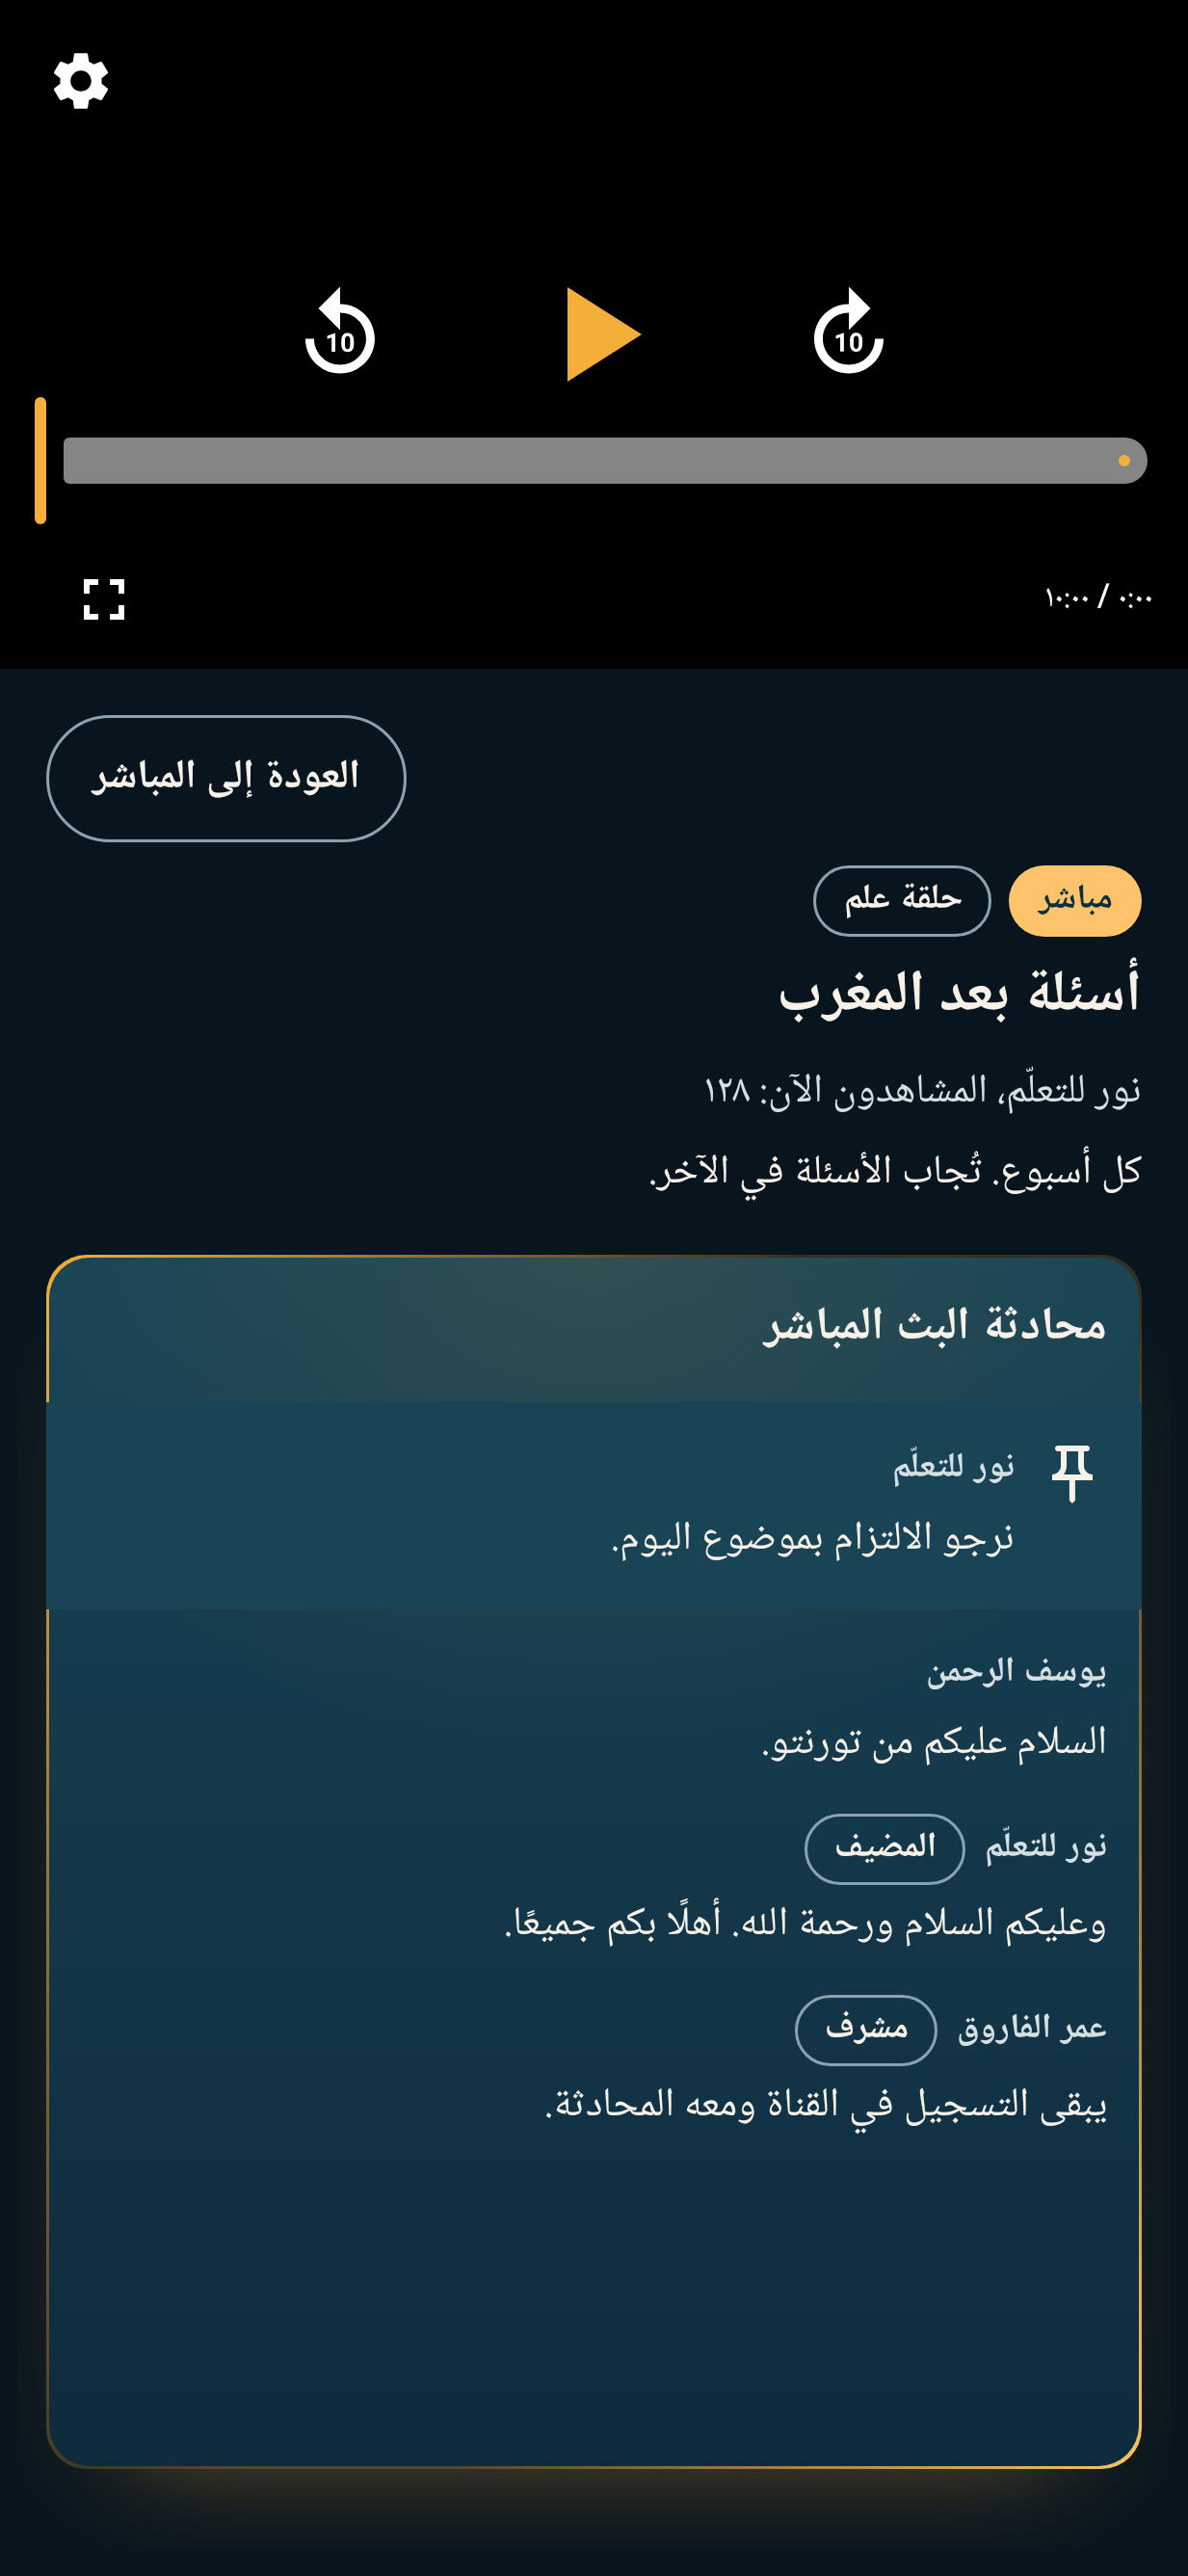 10
10
٠:٠٠ / ١٠:٠٠
العودة إلى المباشر
مباشر
حلقة علم
أسئلة بعد المغرب
نور للتعلّم، المشاهدون الآن: ١٢٨
كل أسبوع. تُجاب الأسئلة في الآخر.
محادثة البث المباشر
نور للتعلّم
نرجو الالتزام بموضوع اليوم.
يوسف الرحمن
السلام عليكم من تورنتو.
نور للتعلّم المضيف
وعليكم السلام ورحمة الله. أهلًا بكم جميعًا.
عمر الفاروق مشرف
يبقى التسجيل في القناة ومعه المحادثة.